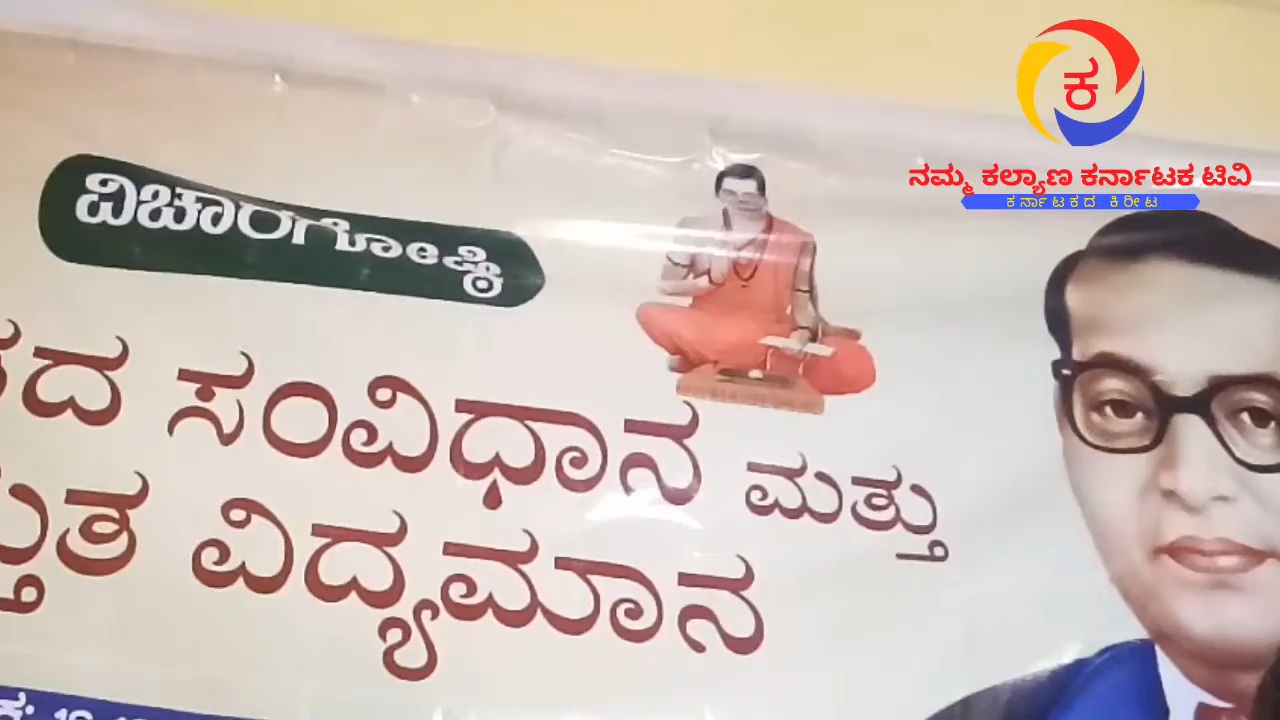 ಕ
ನಮ್ಮ ಕಲ್ಯಾಣ ಕರ್ನಾಟಕ ಟಿವಿ
ಕರ್ನಾಟಕದ ಕಿರೀಟ
ವಿಚಾರಗೋಷ್ಠಿ
ಸಂವಿಧಾನ ಮತ್ತು
ವಿದ್ಯಮಾನ